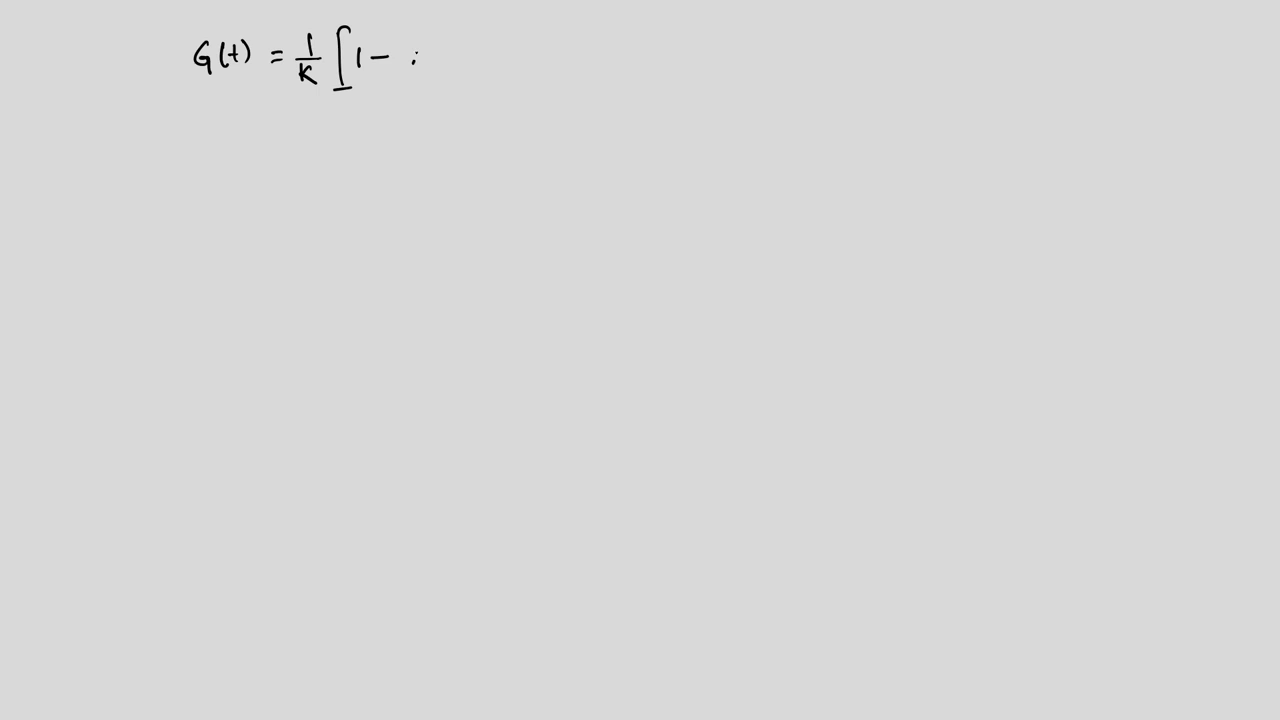 G(t) = 1/K [1 -